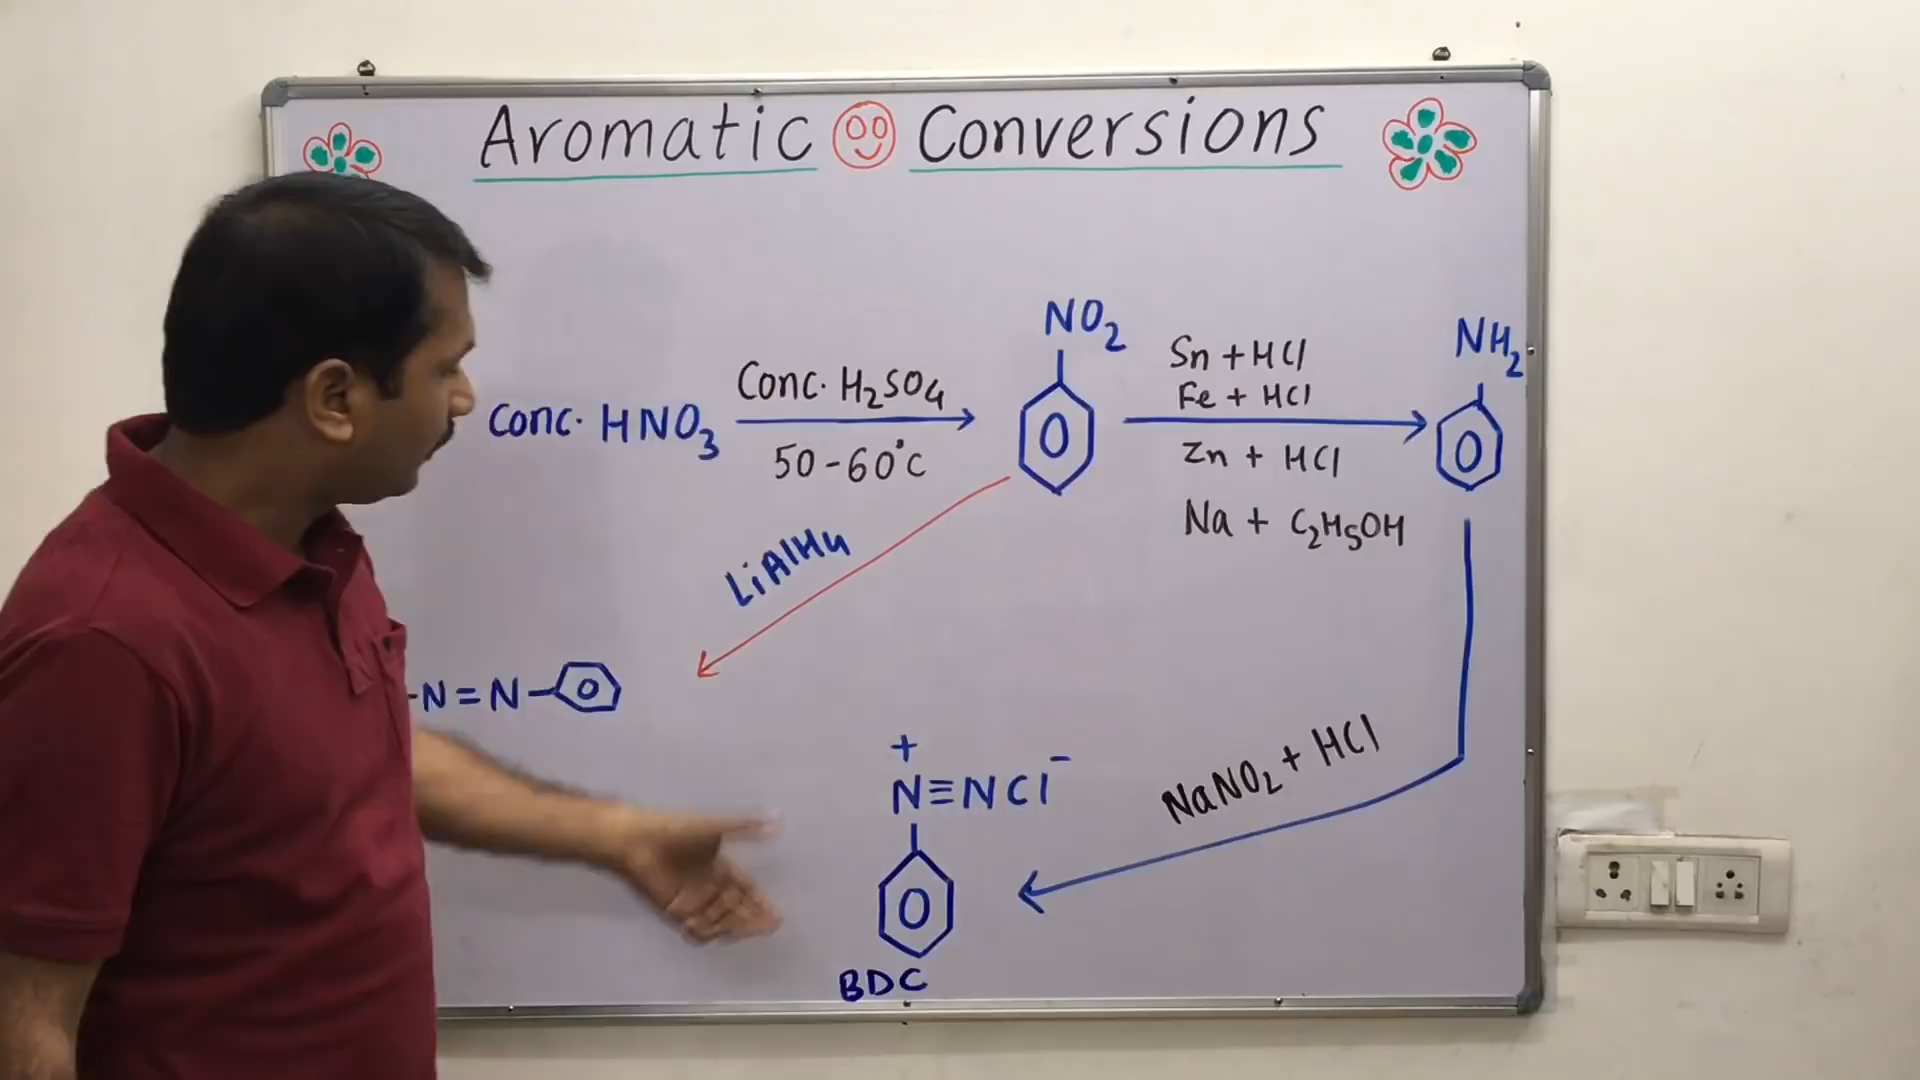 Aromatic Conversions
NO2
NH2
Conc. HNO3
Conc. H2SO4
50-60°C
Sn + HCl
Fe + HCl
Zn + HCl
Na + C2H5OH
LiAlH4
-N=N-
+
N≡NCl-
NaNO2 + HCl
BDC